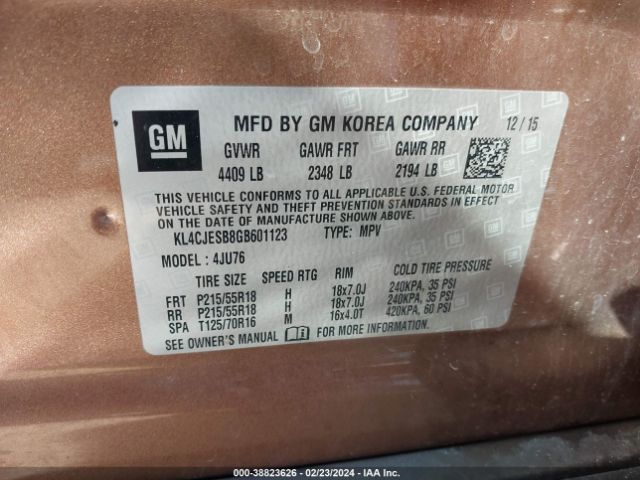 GM
MFD BY GM KOREA COMPANY 12/15
GVWR GAWR FRT GAWR RR
4409 LB 2348 LB 2194 LB
THIS VEHICLE CONFORMS TO ALL APPLICABLE U.S. FEDERAL MOTOR
VEHICLE SAFETY AND THEFT PREVENTION STANDARDS IN EFFECT
ON THE DATE OF MANUFACTURE SHOWN ABOVE.
KL4CJESB8GB601123 TYPE: MPV
MODEL: 4JU76
TIRE SIZE SPEED RTG RIM COLD TIRE PRESSURE
FRT P215/55R18 H 18x7.0J 240KPA, 35 PSI
RR P215/55R18 H 18x7.0J 240KPA, 35 PSI
SPA T125/70R16 M 16x4.0T 420KPA, 60 PSI
SEE OWNER'S MANUAL FOR MORE INFORMATION.
000-38823626 - 02/23/2024 - IAA Inc.